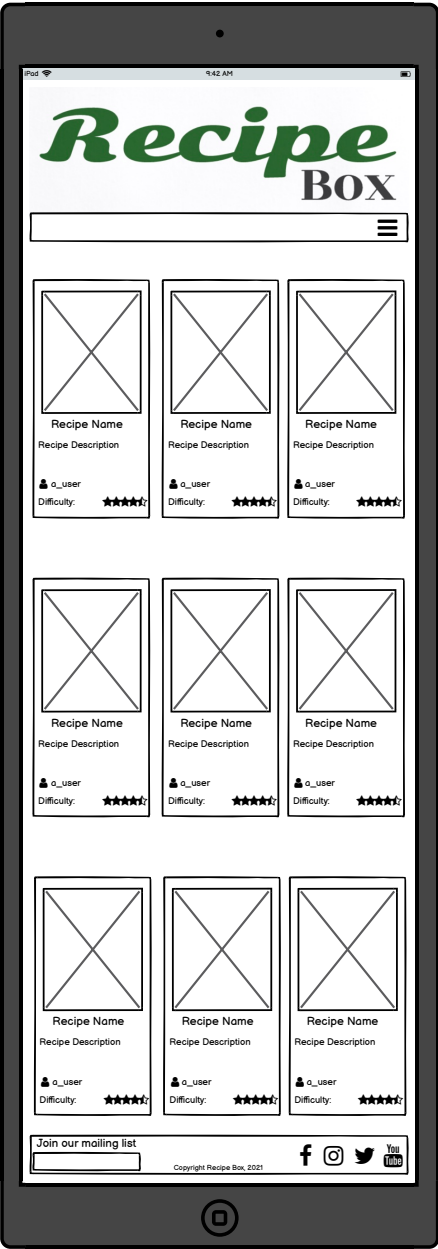 iPad 9:42 AM
Recipe
Box
Recipe Name Recipe Name Recipe Name
Recipe Description Recipe Description Recipe Description
a_user a_user a_user
Difficulty: Difficulty: Difficulty:
Recipe Name Recipe Name Recipe Name
Recipe Description Recipe Description Recipe Description
a_user a_user a_user
Difficulty: Difficulty: Difficulty:
Recipe Name Recipe Name Recipe Name
Recipe Description Recipe Description Recipe Description
a_user a_user a_user
Difficulty: Difficulty: Difficulty:
Join our mailing list
Copyright Recipe Box, 2021
You
Tube